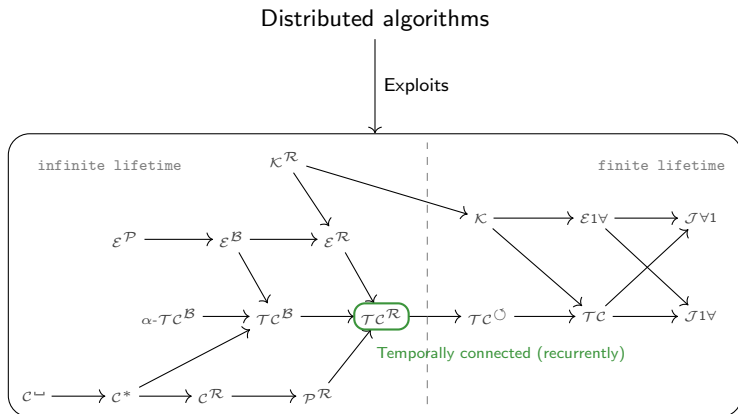 Distributed algorithms
Exploits
infinite lifetime
finite lifetime
𝒦^ℛ
𝒦 ℰ1∀ 𝒥∀1
ℰ^𝒫 ℰ^ℬ ℰ^ℛ
α-𝒯𝒞^ℬ 𝒯𝒞^ℬ 𝒯𝒞^ℛ 𝒯𝒞^↺ 𝒯𝒞 𝒥1∀
Temporally connected (recurrently)
𝒞^⎵ 𝒞* 𝒞^ℛ 𝒫^ℛ